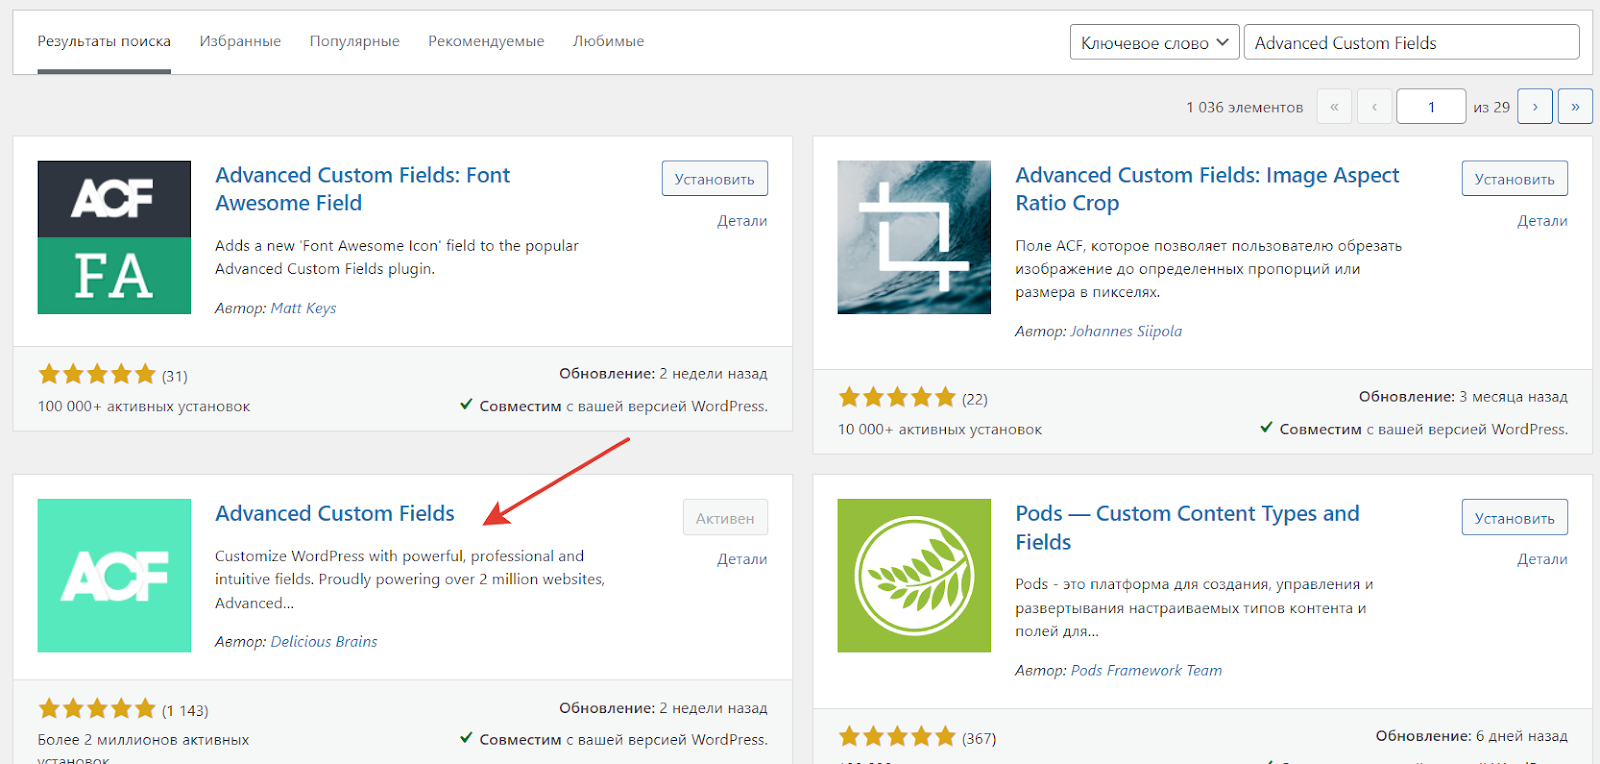 Результаты поиска Избранные Популярные Рекомендуемые Любимые Ключевое слово Advanced Custom Fields
1 036 элементов « ‹ 1 из 29 › »
ACF
FA
Advanced Custom Fields: Font
Awesome Field
Установить
Детали
Adds a new 'Font Awesome Icon' field to the popular
Advanced Custom Fields plugin.
Автор: Matt Keys
(31)
Обновление: 2 недели назад
100 000+ активных установок
Совместим с вашей версией WordPress.
Advanced Custom Fields: Image Aspect
Ratio Crop
Установить
Детали
Поле ACF, которое позволяет пользователю обрезать
изображение до определенных пропорций или
размера в пикселях.
Автор: Johannes Siipola
(22)
Обновление: 3 месяца назад
10 000+ активных установок
Совместим с вашей версией WordPress.
ACF
Advanced Custom Fields
Активен
Детали
Customize WordPress with powerful, professional and
intuitive fields. Proudly powering over 2 million websites,
Advanced...
Автор: Delicious Brains
(1 143)
Обновление: 2 недели назад
Более 2 миллионов активных
установок
Совместим с вашей версией WordPress.
Pods — Custom Content Types and
Fields
Установить
Детали
Pods - это платформа для создания, управления и
развертывания настраиваемых типов контента и
полей для...
Автор: Pods Framework Team
(367)
Обновление: 6 дней назад